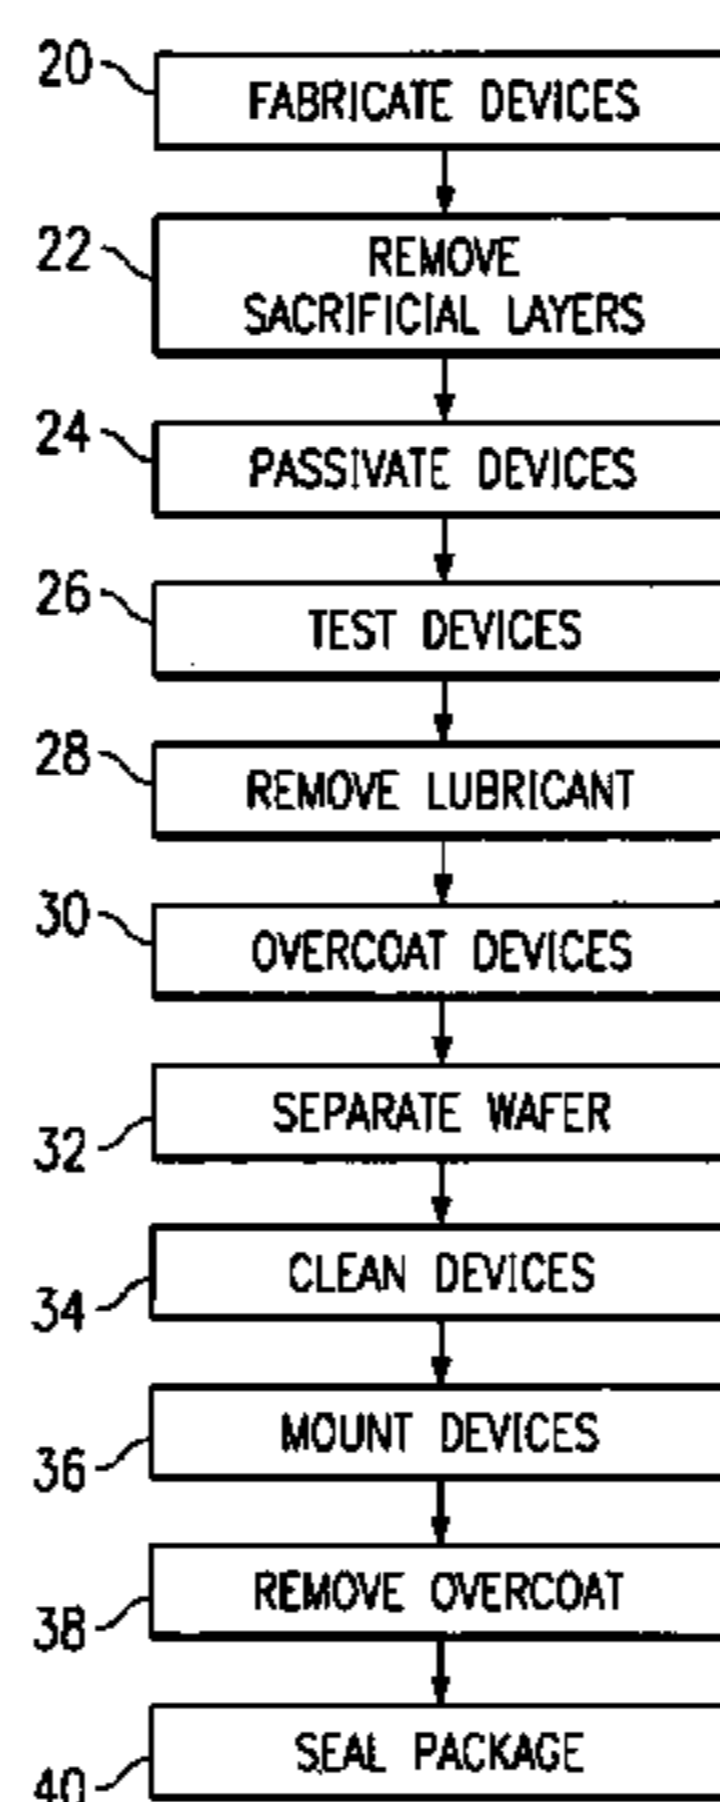 20
FABRICATE DEVICES
22
REMOVE
SACRIFICIAL LAYERS
24
PASSIVATE DEVICES
26
TEST DEVICES
28
REMOVE LUBRICANT
30
OVERCOAT DEVICES
32
SEPARATE WAFER
34
CLEAN DEVICES
36
MOUNT DEVICES
38
REMOVE OVERCOAT
40
SEAL PACKAGE